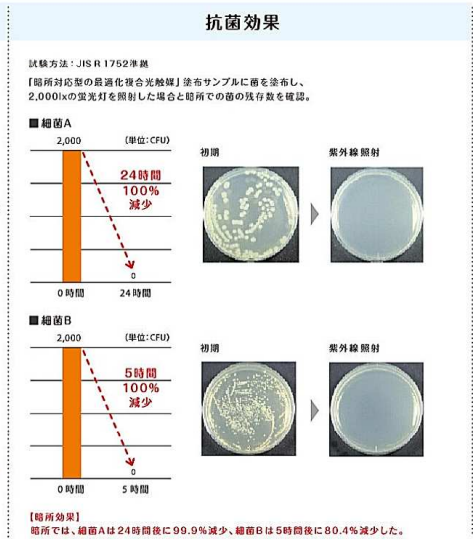 抗菌効果
試験方法：JIS R 1752準拠
「暗所対応型の最適化複合光触媒」塗布サンプルに菌を塗布し、
2,000lxの蛍光灯を照射した場合と暗所での菌の残存数を確認。
■細菌A
2,000
(単位:CFU)
24時間
100%
減少
0
0時間
24時間
初期
紫外線照射
■細菌B
2,000
(単位:CFU)
5時間
100%
減少
0
0時間
5時間
初期
紫外線照射
【暗所効果】
暗所では、細菌Aは24時間後に99.9%減少、細菌Bは5時間後に80.4%減少した。